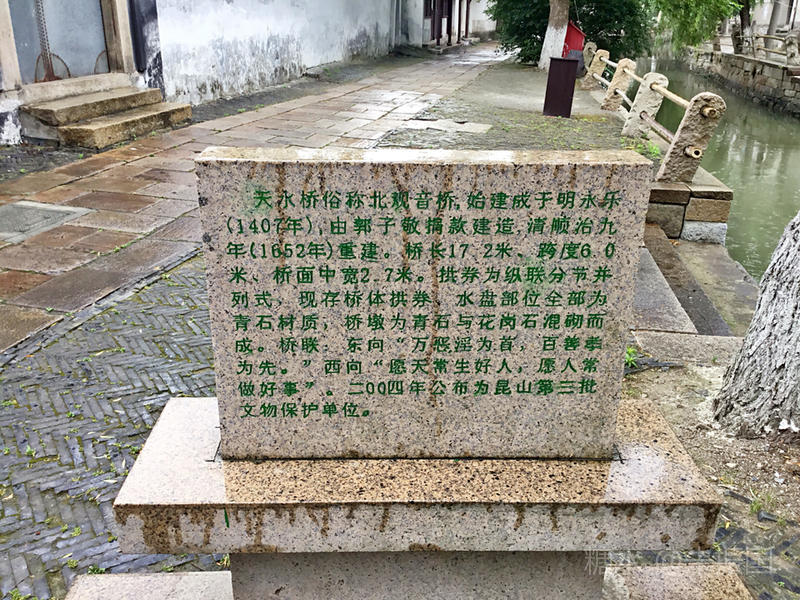 天水桥俗称北观音桥，始建成于明永乐
(1407年)，由郭子敬捐款建造，清顺治九
年(1652年)重建。桥长17.2米、跨度6.0
米、桥面中宽2.7米。拱券为纵联分节并
列式，现存桥体拱券、水盘部位全部为
青石材质，桥墩为青石与花岗石混砌而
成。桥联：东向“万恶淫为首，百善孝
为先。”西向“愿天常生好人，愿人常
做好事”。二00四年公布为昆山第三批
文物保护单位。